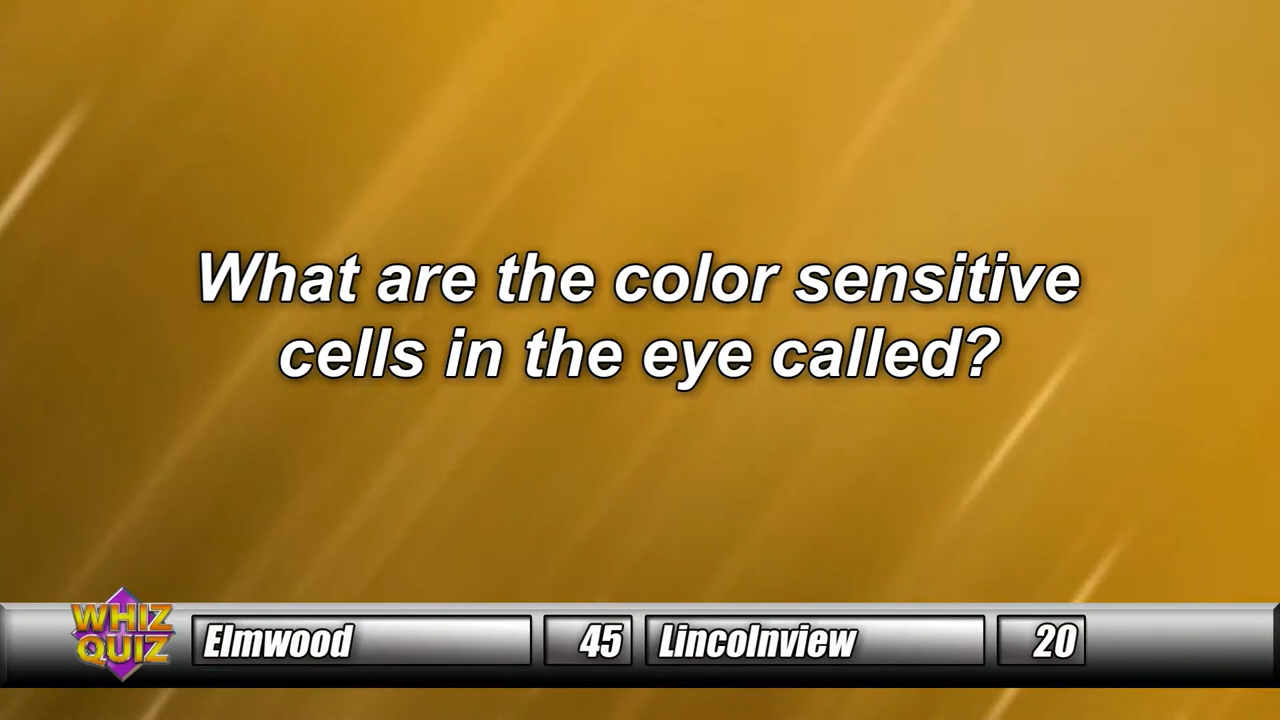 What are the color sensitive
cells in the eye called?
WHIZ
QUIZ
Elmwood 45 Lincolnview 20